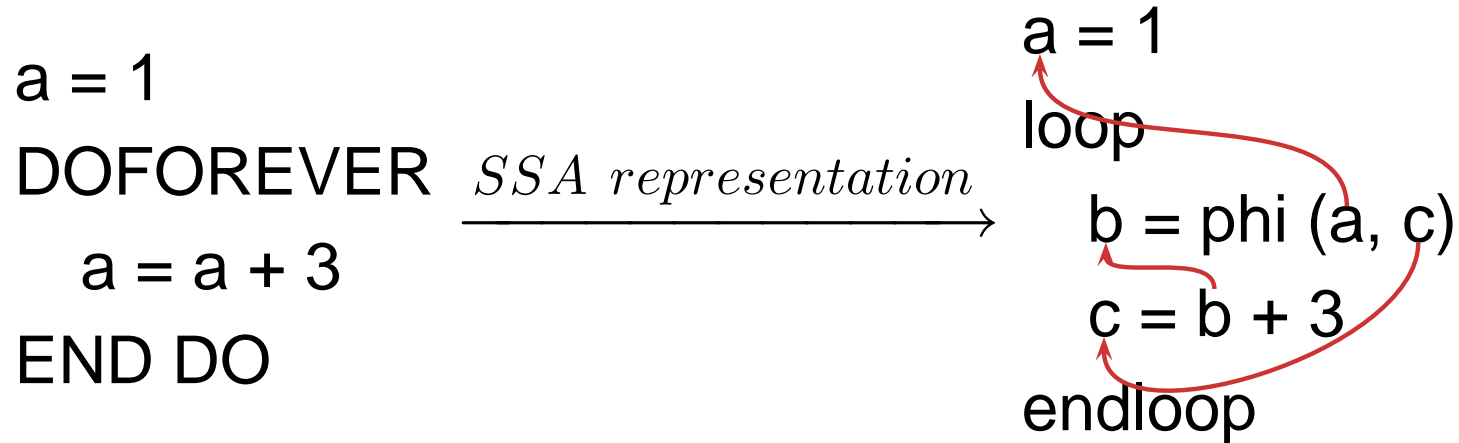 a = 1
DOFOREVER
a = a + 3
END DO
SSA representation
a = 1
loop
b = phi (a, c)
c = b + 3
endloop